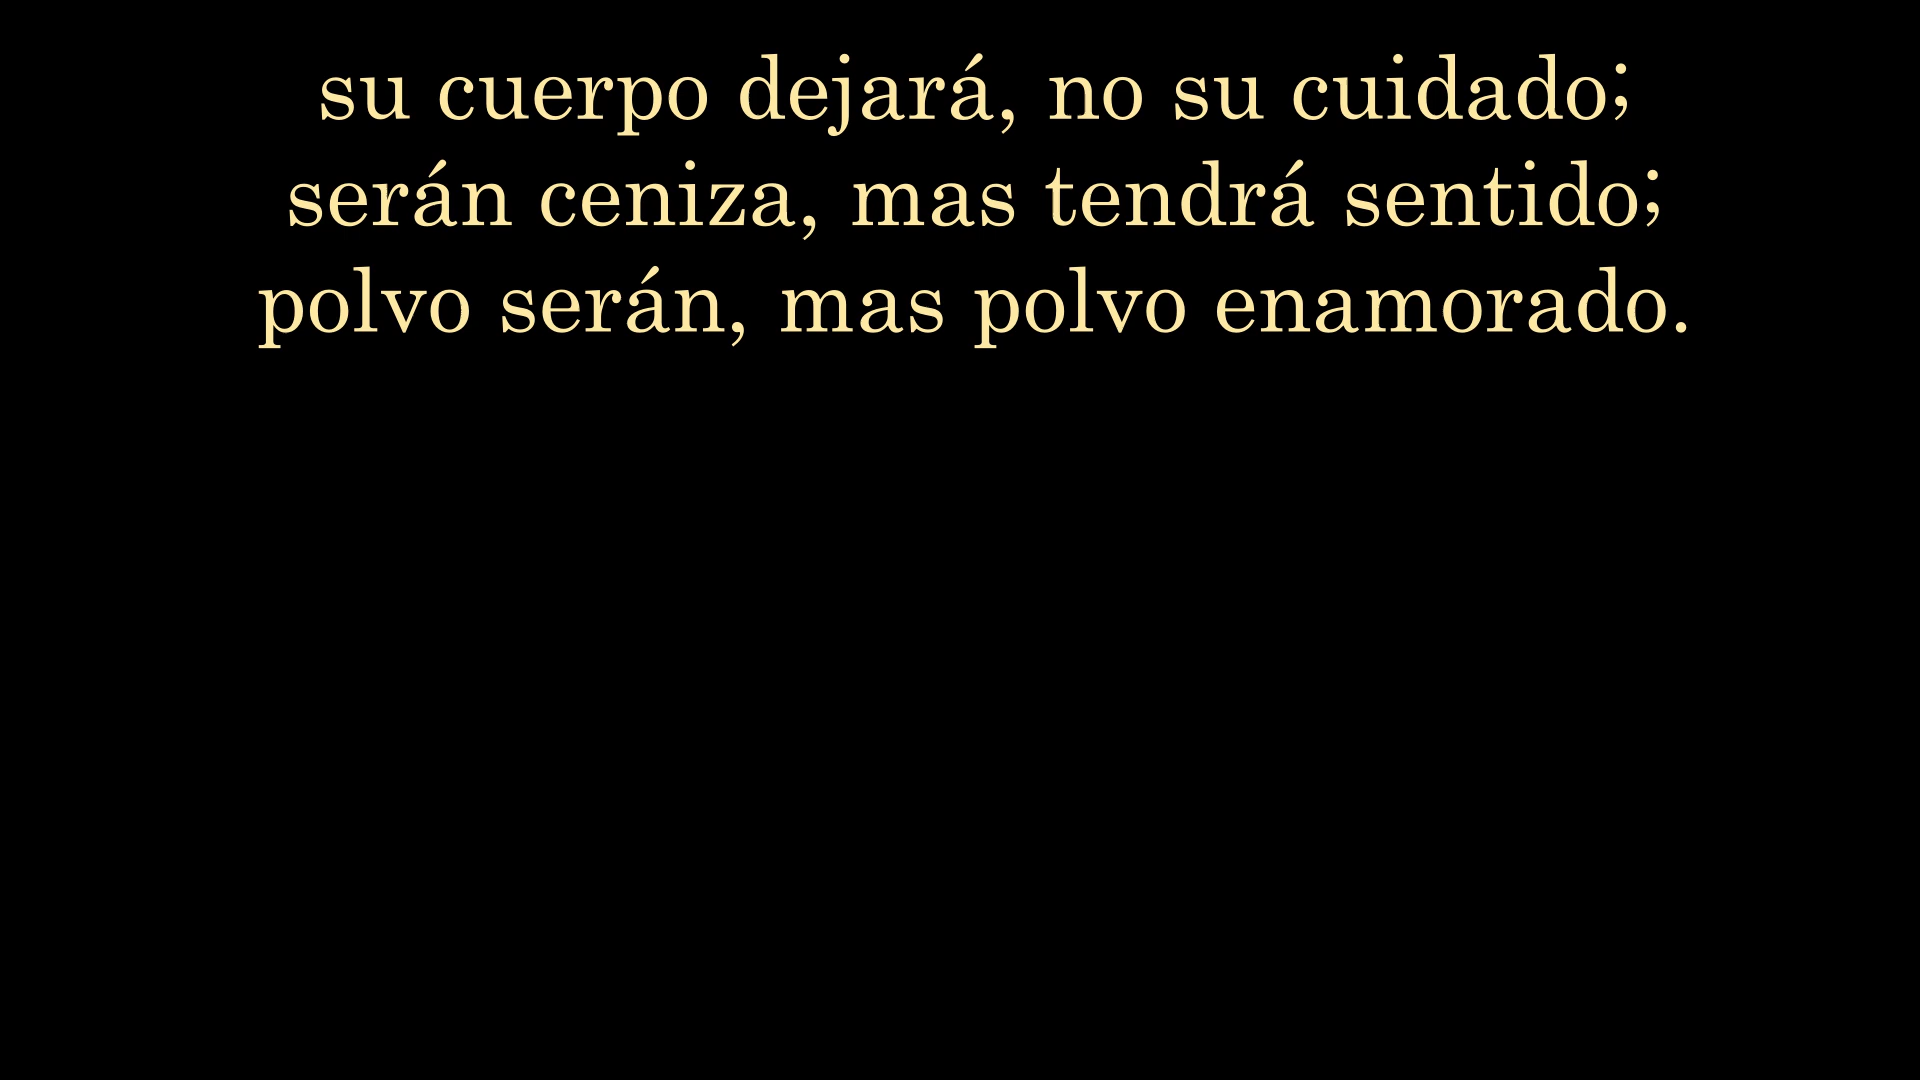 su cuerpo dejará, no su cuidado;
serán ceniza, mas tendrá sentido;
polvo serán, mas polvo enamorado.